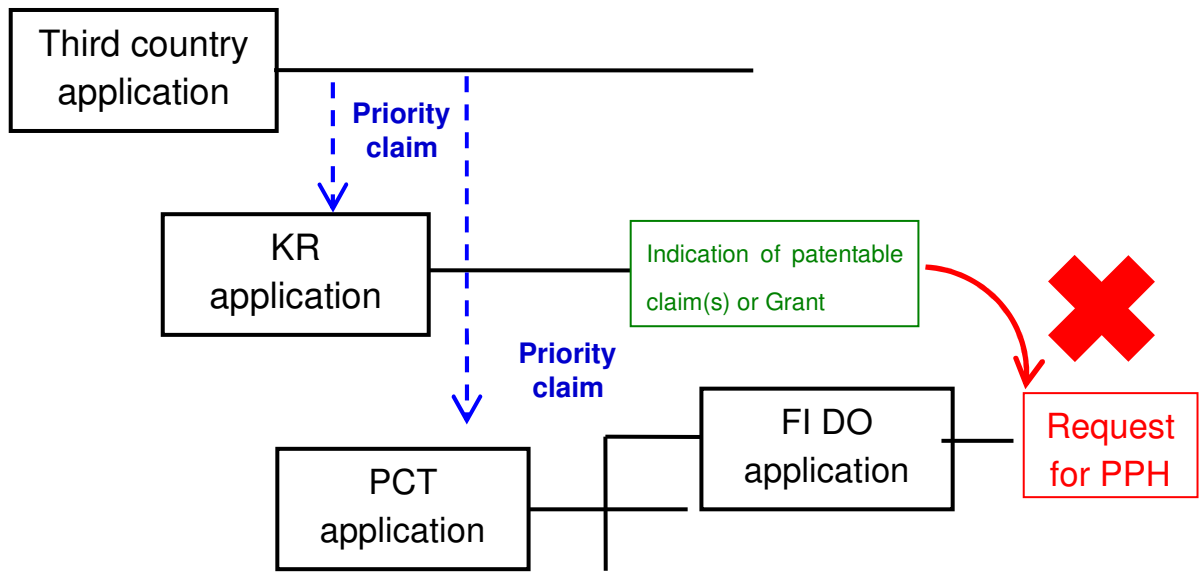 Third country
application
Priority
claim
KR
application
Indication of patentable
claim(s) or Grant
Priority
claim
FI DO
application
Request
for PPH
PCT
application